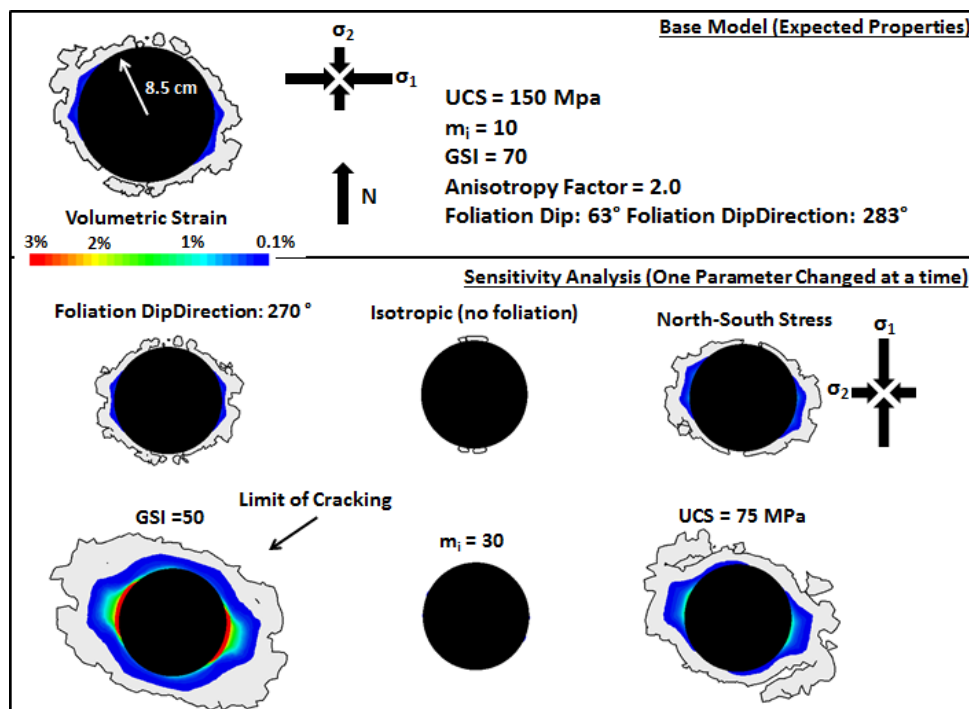 Base Model (Expected Properties)
σ2
σ1
8.5 cm
UCS = 150 Mpa
mi = 10
GSI = 70
Anisotropy Factor = 2.0
Foliation Dip: 63° Foliation DipDirection: 283°
N
Volumetric Strain
3% 2% 1% 0.1%
Sensitivity Analysis (One Parameter Changed at a time)
Foliation DipDirection: 270°
Isotropic (no foliation)
North-South Stress
σ1
σ2
Limit of Cracking
GSI =50
mi = 30
UCS = 75 MPa